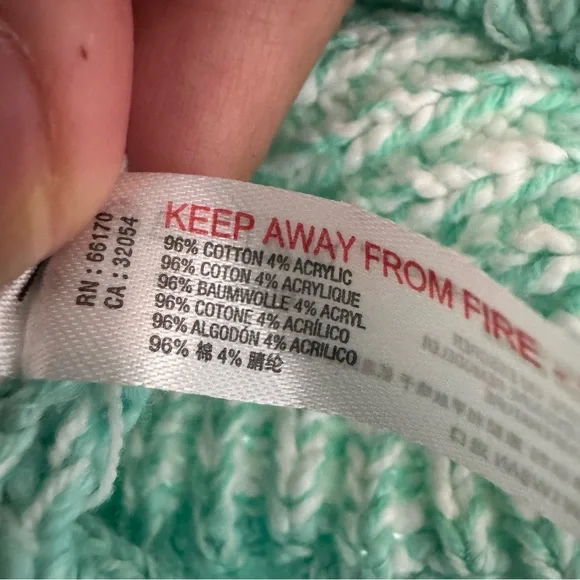 RN : 66170
CA : 32054
KEEP AWAY FROM FIRE
96% COTTON 4% ACRYLIC
96% COTON 4% ACRYLIQUE
96% BAUMWOLLE 4% ACRYL
96% COTONE 4% ACRÍLICO
96% ALGODÓN 4% ACRILICO
96% 棉 4% 腈纶